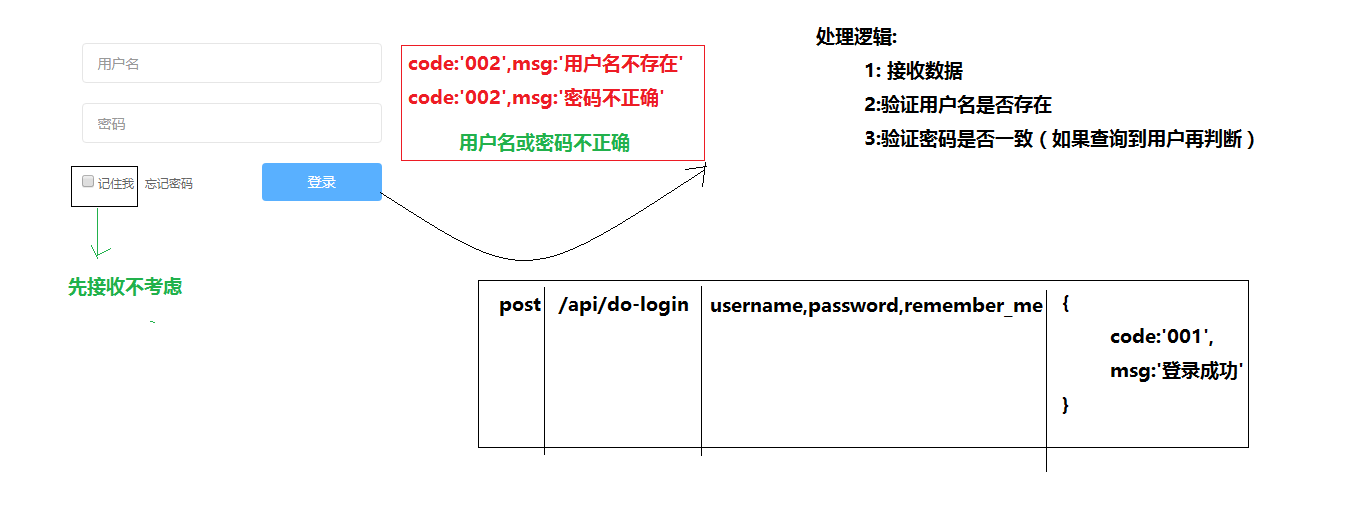 用户名
密码
记住我 忘记密码 登录
先接收不考虑
code:'002',msg:'用户名不存在'
code:'002',msg:'密码不正确'
用户名或密码不正确
处理逻辑:
1: 接收数据
2:验证用户名是否存在
3:验证密码是否一致（如果查询到用户再判断）
post /api/do-login username,password,remember_me {
code:'001',
msg:'登录成功'
}